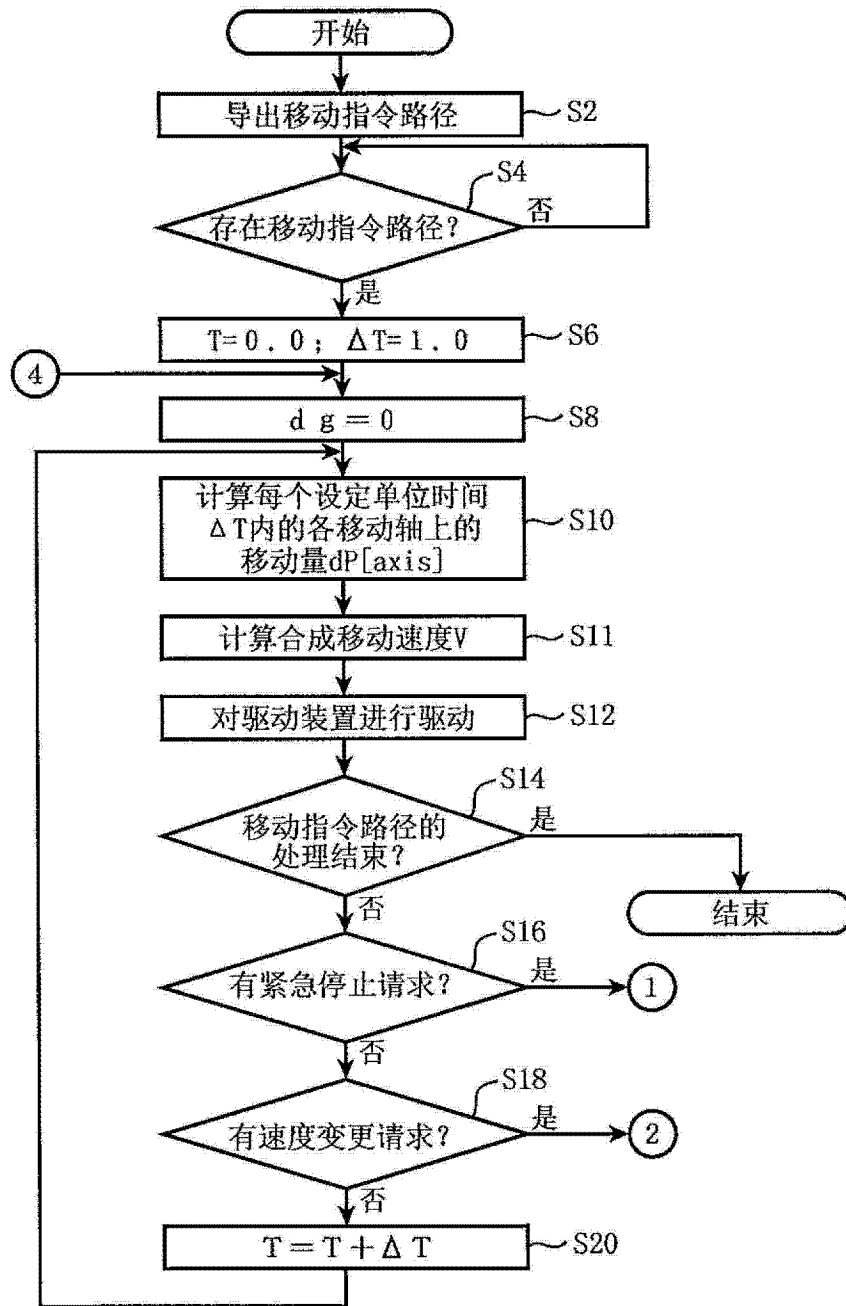 开始
导出移动指令路径
S2
S4
存在移动指令路径?
否
是
T=0.0; ΔT=1.0
S6
4
dg=0
S8
计算每个设定单位时间
ΔT内的各移动轴上的
移动量dP[axis]
S10
计算合成移动速度V
S11
对驱动装置进行驱动
S12
S14
移动指令路径的
处理结束?
是
结束
否
S16
有紧急停止请求?
是
1
否
S18
有速度变更请求?
是
2
否
T=T+ΔT
S20